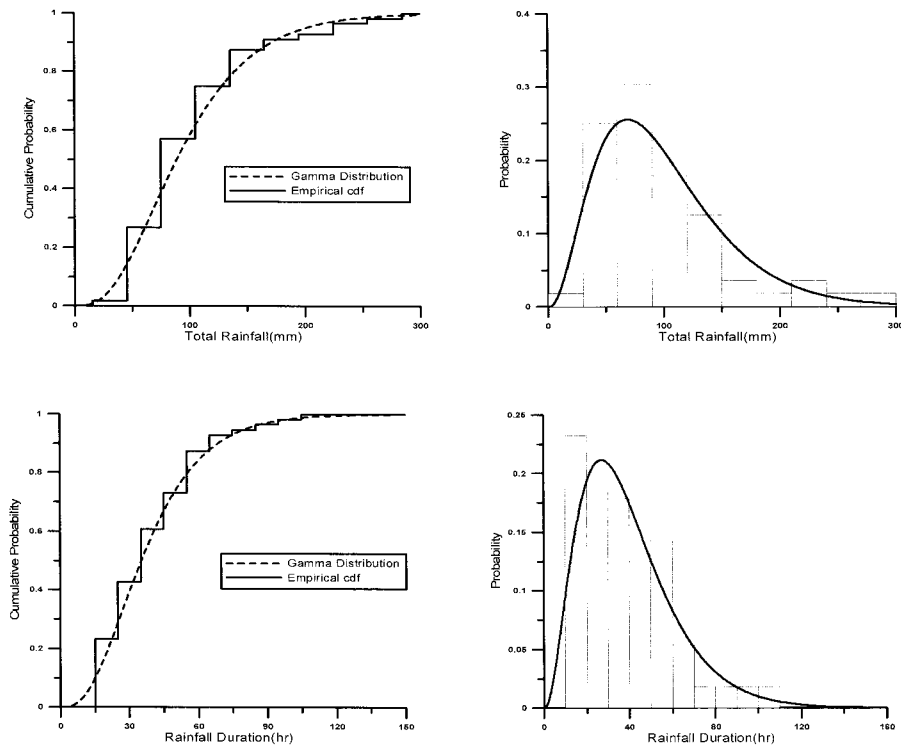 1
0.8
0.6
0.4
0.2
0
Cumulative Probability
Gamma Distribution
Empirical cdf
0 100 200 300
Total Rainfall(mm)
0.4
0.3
0.2
0.1
0
Probability
0 100 200 300
Total Rainfall(mm)
1
0.8
0.6
0.4
0.2
0
Cumulative Probability
Gamma Distribution
Empirical cdf
0 30 60 90 120 160
Rainfall Duration(hr)
0.25
0.2
0.15
0.1
0.05
0
Probability
0 40 80 120 160
Rainfall Duration(hr)